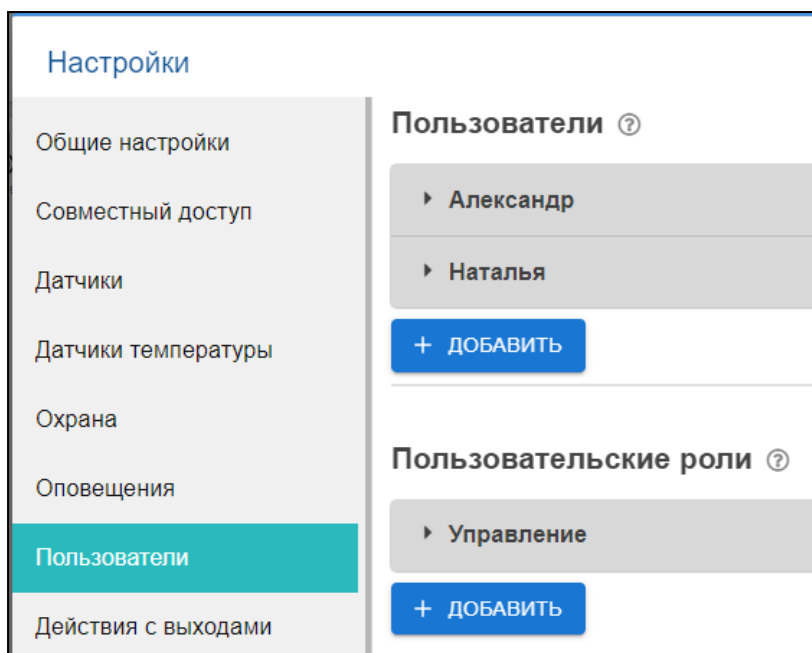 Настройки
Общие настройки
Совместный доступ
Датчики
Датчики температуры
Охрана
Оповещения
Пользователи
Действия с выходами
Пользователи ?
Александр
Наталья
+ ДОБАВИТЬ
Пользовательские роли ?
Управление
+ ДОБАВИТЬ